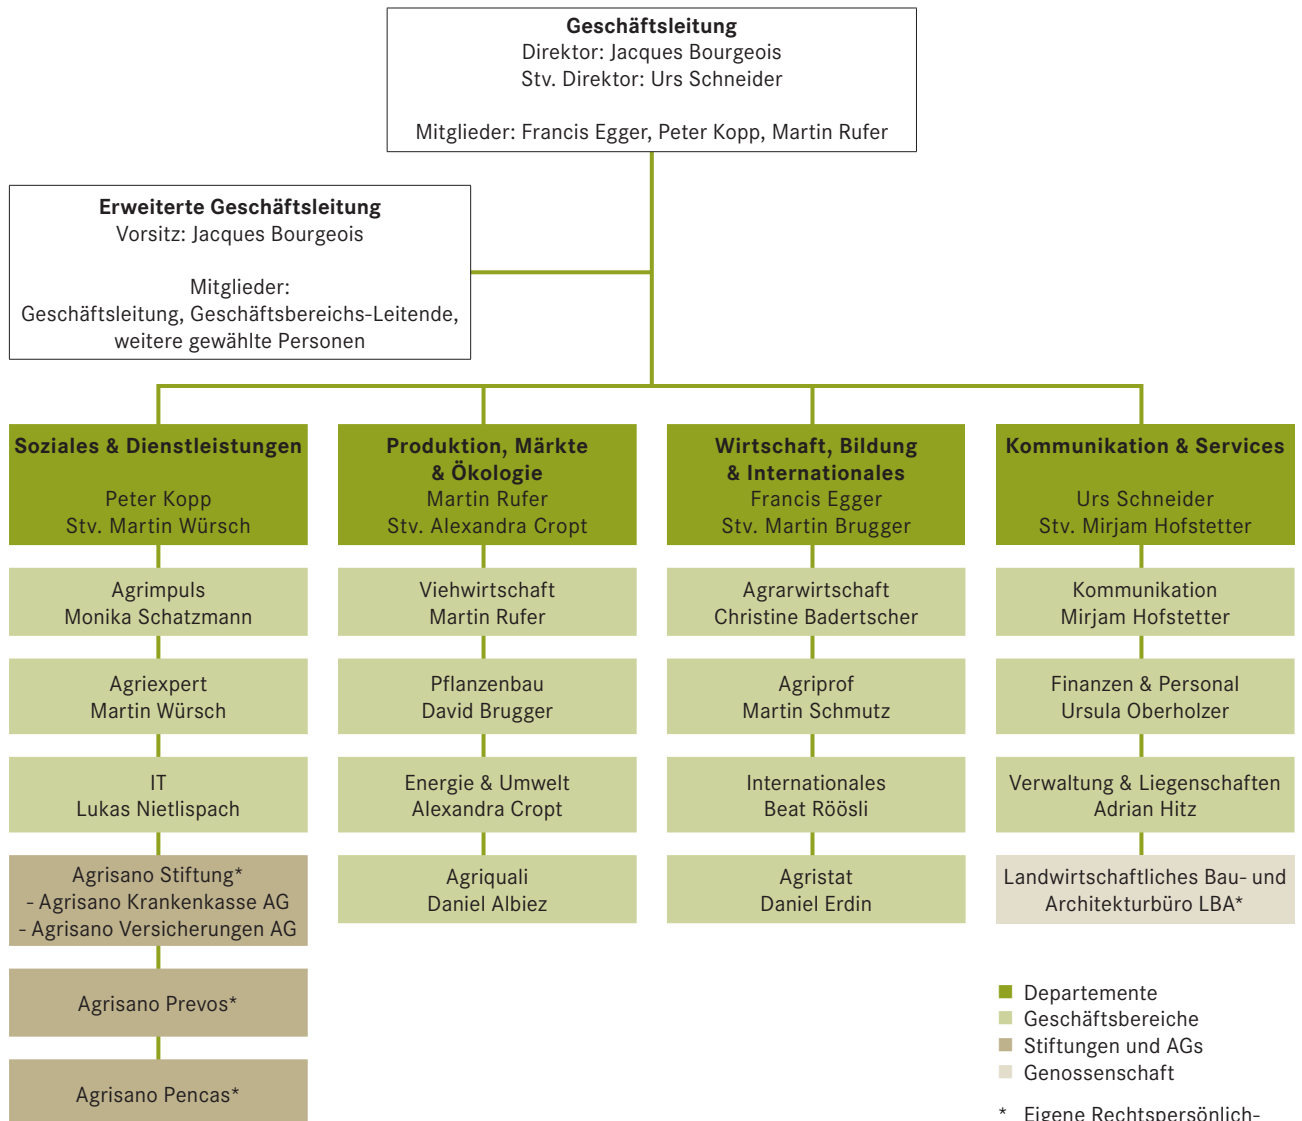 Geschäftsleitung
Direktor: Jacques Bourgeois
Stv. Direktor: Urs Schneider
Mitglieder: Francis Egger, Peter Kopp, Martin Rufer
Erweiterte Geschäftsleitung
Vorsitz: Jacques Bourgeois
Mitglieder:
Geschäftsleitung, Geschäftsbereichs-Leitende,
weitere gewählte Personen
Soziales & Dienstleistungen
Peter Kopp
Stv. Martin Würsch
Agrimpuls
Monika Schatzmann
Agriexpert
Martin Würsch
IT
Lukas Nietlispach
Agrisano Stiftung*
- Agrisano Krankenkasse AG
- Agrisano Versicherungen AG
Agrisano Prevos*
Agrisano Pencas*
Produktion, Märkte
& Ökologie
Martin Rufer
Stv. Alexandra Cropt
Viehwirtschaft
Martin Rufer
Pflanzenbau
David Brugger
Energie & Umwelt
Alexandra Cropt
Agriquali
Daniel Albiez
Wirtschaft, Bildung
& Internationales
Francis Egger
Stv. Martin Brugger
Agrarwirtschaft
Christine Badertscher
Agriprof
Martin Schmutz
Internationales
Beat Röösli
Agristat
Daniel Erdin
Kommunikation & Services
Urs Schneider
Stv. Mirjam Hofstetter
Kommunikation
Mirjam Hofstetter
Finanzen & Personal
Ursula Oberholzer
Verwaltung & Liegenschaften
Adrian Hitz
Landwirtschaftliches Bau- und
Architekturbüro LBA*
Departemente
Geschäftsbereiche
Stiftungen und AGs
Genossenschaft
* Eigene Rechtspersönlich-